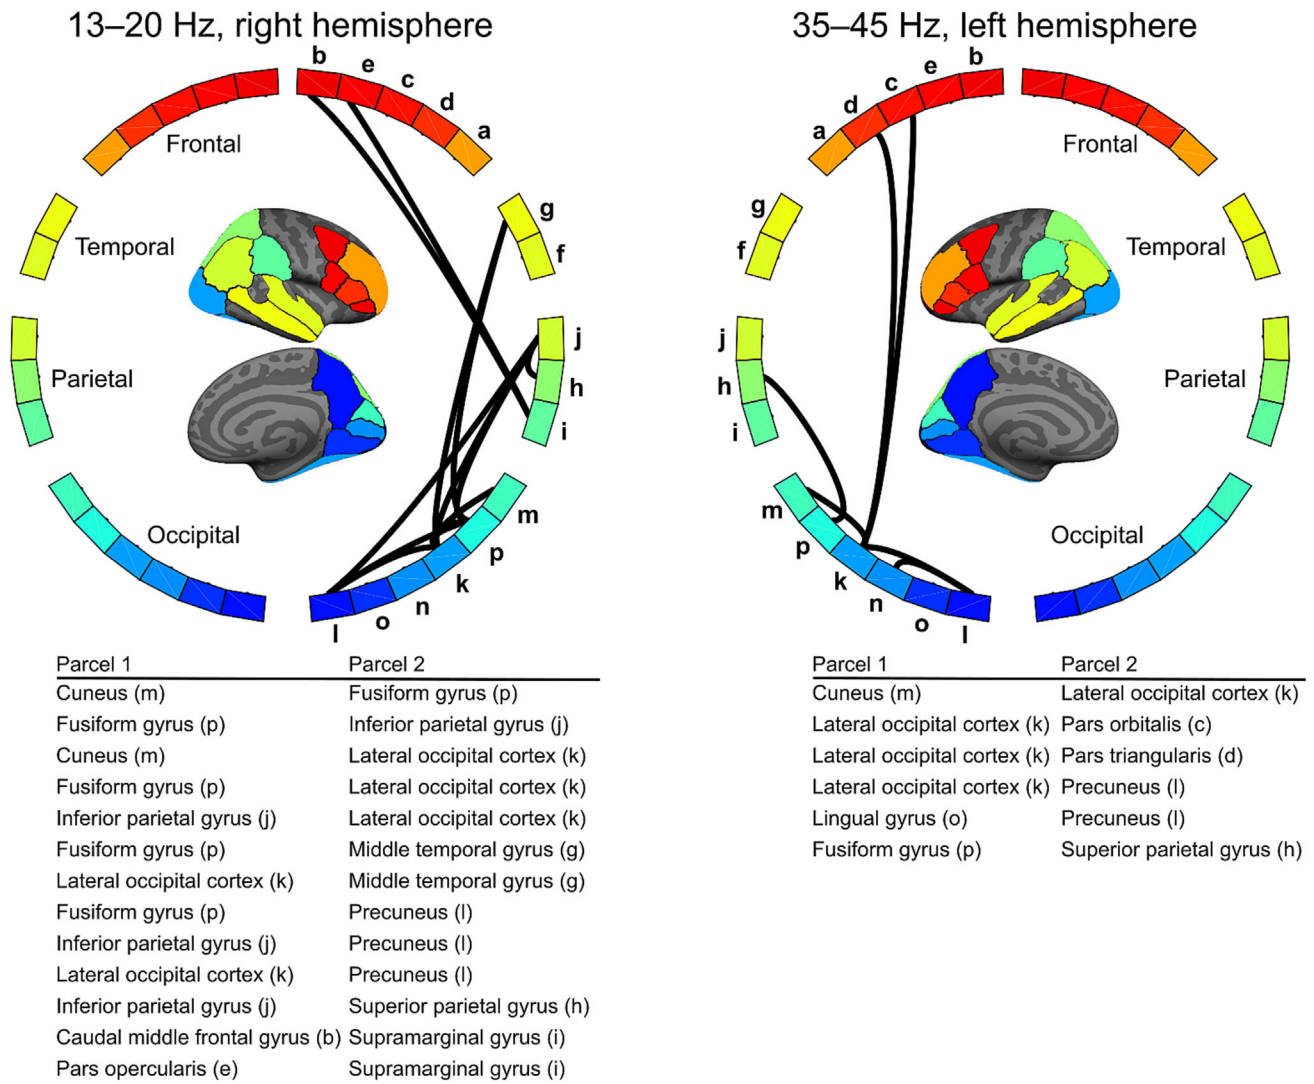 13–20 Hz, right hemisphere
b
e
c
d
a
g
f
j
h
i
m
p
k
n
o
l
Frontal
Temporal
Parietal
Occipital
Parcel 1 Parcel 2
Cuneus (m) Fusiform gyrus (p)
Fusiform gyrus (p) Inferior parietal gyrus (j)
Cuneus (m) Lateral occipital cortex (k)
Fusiform gyrus (p) Lateral occipital cortex (k)
Inferior parietal gyrus (j) Lateral occipital cortex (k)
Fusiform gyrus (p) Middle temporal gyrus (g)
Lateral occipital cortex (k) Middle temporal gyrus (g)
Fusiform gyrus (p) Precuneus (l)
Inferior parietal gyrus (j) Precuneus (l)
Lateral occipital cortex (k) Precuneus (l)
Inferior parietal gyrus (j) Superior parietal gyrus (h)
Caudal middle frontal gyrus (b) Supramarginal gyrus (i)
Pars opercularis (e) Supramarginal gyrus (i)
35–45 Hz, left hemisphere
b
e
c
d
a
g
f
j
h
i
m
p
k
n
o
l
Frontal
Temporal
Parietal
Occipital
Parcel 1 Parcel 2
Cuneus (m) Lateral occipital cortex (k)
Lateral occipital cortex (k) Pars orbitalis (c)
Lateral occipital cortex (k) Pars triangularis (d)
Lateral occipital cortex (k) Precuneus (l)
Lingual gyrus (o) Precuneus (l)
Fusiform gyrus (p) Superior parietal gyrus (h)